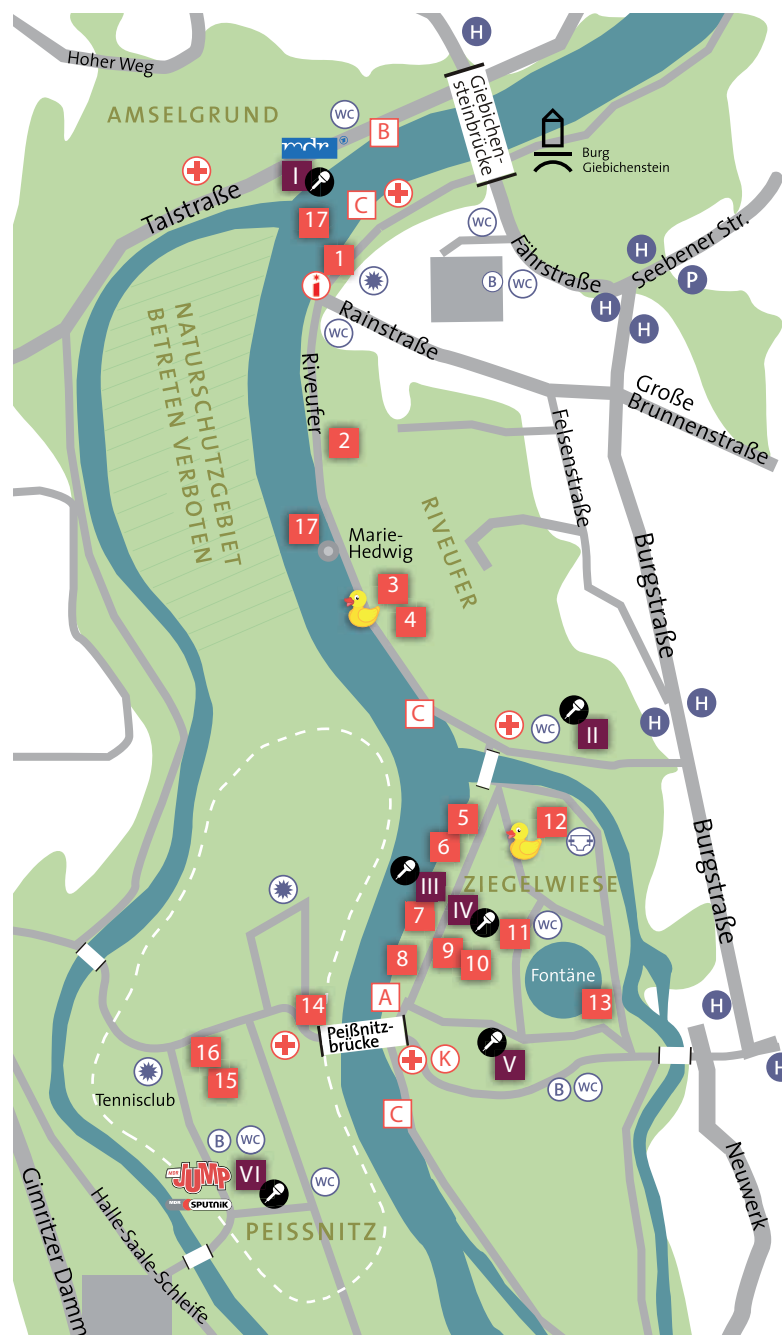 H
Hoher Weg
Giebichen-
steinbrücke
AMSELGRUND
WC
B
mdr
I
Burg
Giebichenstein
Talstraße
C
17
WC
Fährstraße
H
Seebener Str.
P
1
B
WC
H
H
i
WC
Rainstraße
NATURSCHUTZGEBIET
BETRETEN VERBOTEN
Riveufer
Große
Brunnenstraße
2
Felsenstraße
RIVEUFER
17
Marie-
Hedwig
Burgstraße
3
4
C
WC
II
H
H
5
12
6
Burgstraße
III
ZIEGELWIESE
IV
7
11
WC
8
9
10
Fontäne
A
13
14
H
Peißnitz-
brücke
16
K
V
H
15
Tennisclub
B
WC
C
B
WC
MDR
JUMP
VI
WC
MDR
SPUTNIK
PEISSNITZ
Neuwerk
Gimritzer Damm
Halle-Saale-Schleife